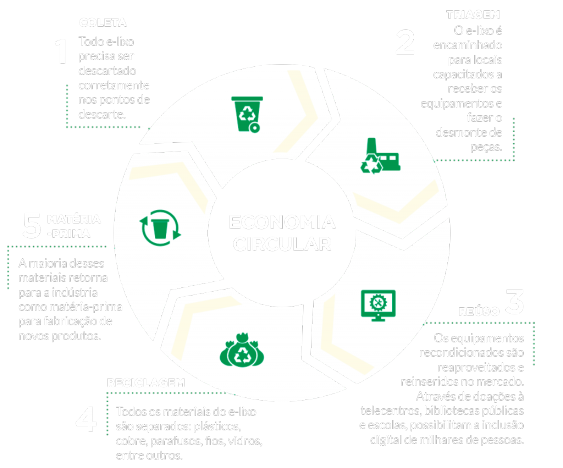 1
COLETA
Todo e-lixo
precisa ser
descartado
corretamente
nos pontos de
descarte.
2
TRIAGEM
O e-lixo é
encaminhado
para locais
capacitados a
receber os
equipamentos e
fazer o
desmonte de
peças.
ECONOMIA
CIRCULAR
3
REÚSO
Os equipamentos
recondicionados são
reaproveitados e
reinseridos no mercado.
Através de doações à
telecentros, bibliotecas públicas
e escolas, possibilitam a inclusão
digital de milhares de pessoas.
4
RECICLAGEM
Todos os materiais do e-lixo
são separados: plásticos,
cobre, parafusos, fios, vidros,
entre outros.
5
MATÉRIA
-PRIMA
A maioria desses
materiais retorna
para a indústria
como matéria-prima
para fabricação de
novos produtos.